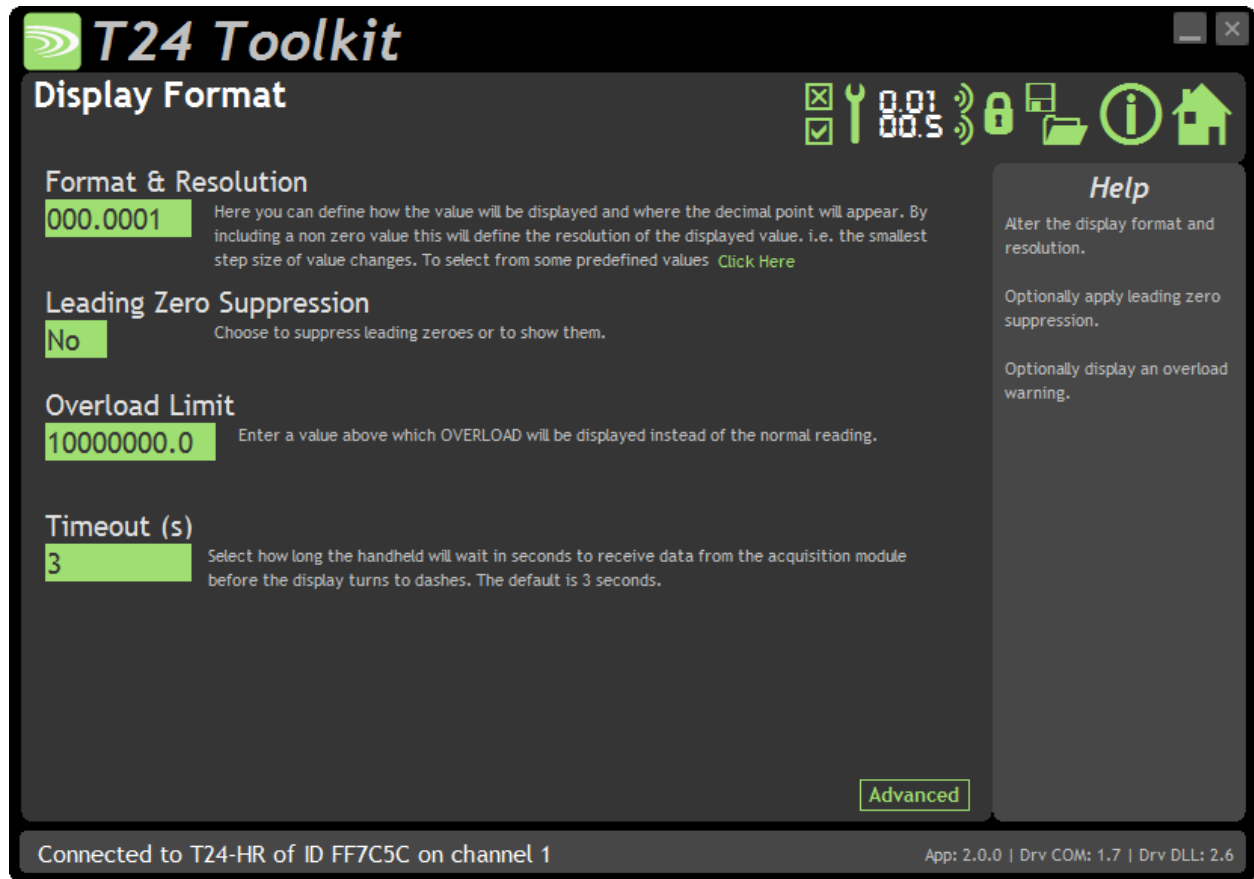 T24 Toolkit
Display Format
0.01
00.5
Format & Resolution
000.0001
Here you can define how the value will be displayed and where the decimal point will appear. By
including a non zero value this will define the resolution of the displayed value. i.e. the smallest
step size of value changes. To select from some predefined values Click Here
Leading Zero Suppression
No
Choose to suppress leading zeroes or to show them.
Overload Limit
10000000.0
Enter a value above which OVERLOAD will be displayed instead of the normal reading.
Timeout (s)
3
Select how long the handheld will wait in seconds to receive data from the acquisition module
before the display turns to dashes. The default is 3 seconds.
Advanced
Help
Alter the display format and
resolution.
Optionally apply leading zero
suppression.
Optionally display an overload
warning.
Connected to T24-HR of ID FF7C5C on channel 1
App: 2.0.0 | Drv COM: 1.7 | Drv DLL: 2.6